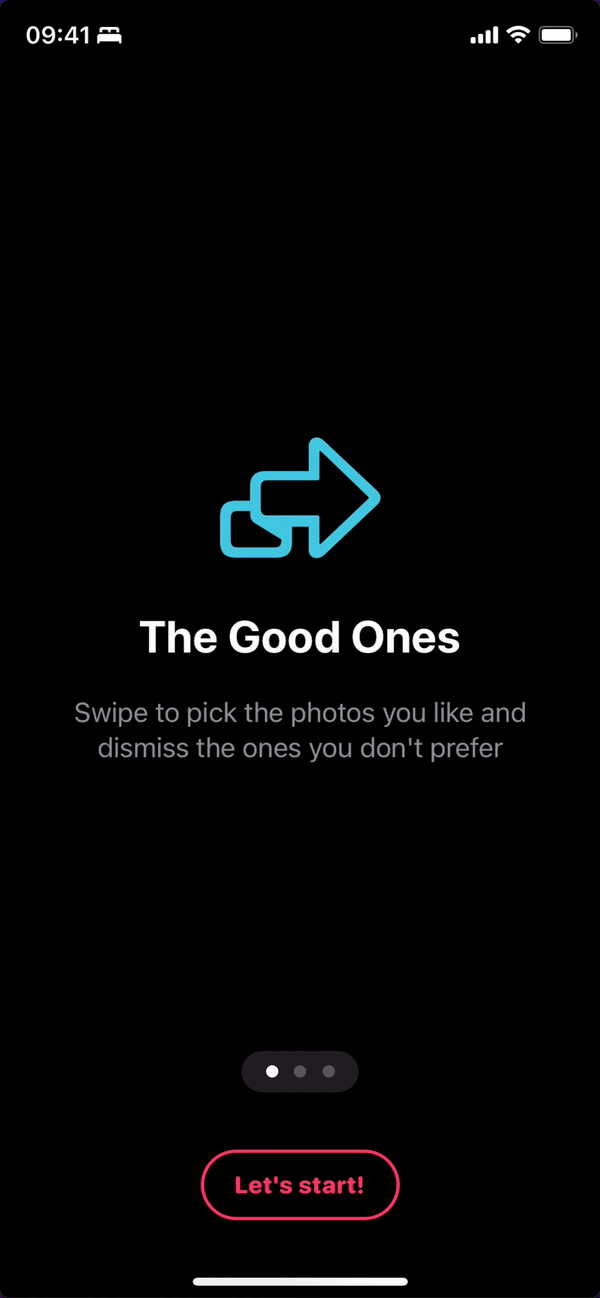 09:41
The Good Ones
Swipe to pick the photos you like and
dismiss the ones you don't prefer
Let's start!